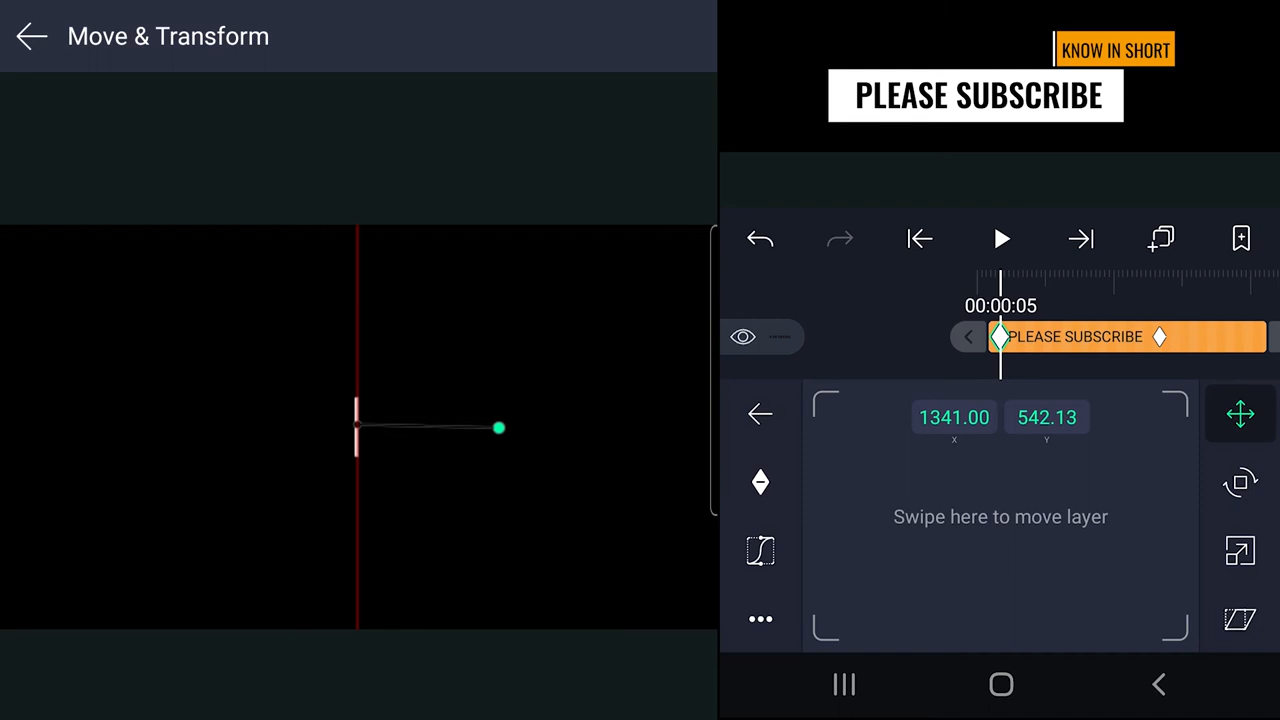 Move & Transform
KNOW IN SHORT
PLEASE SUBSCRIBE
00:00:05
PLEASE SUBSCRIBE
1341.00 542.13
X Y
Swipe here to move layer